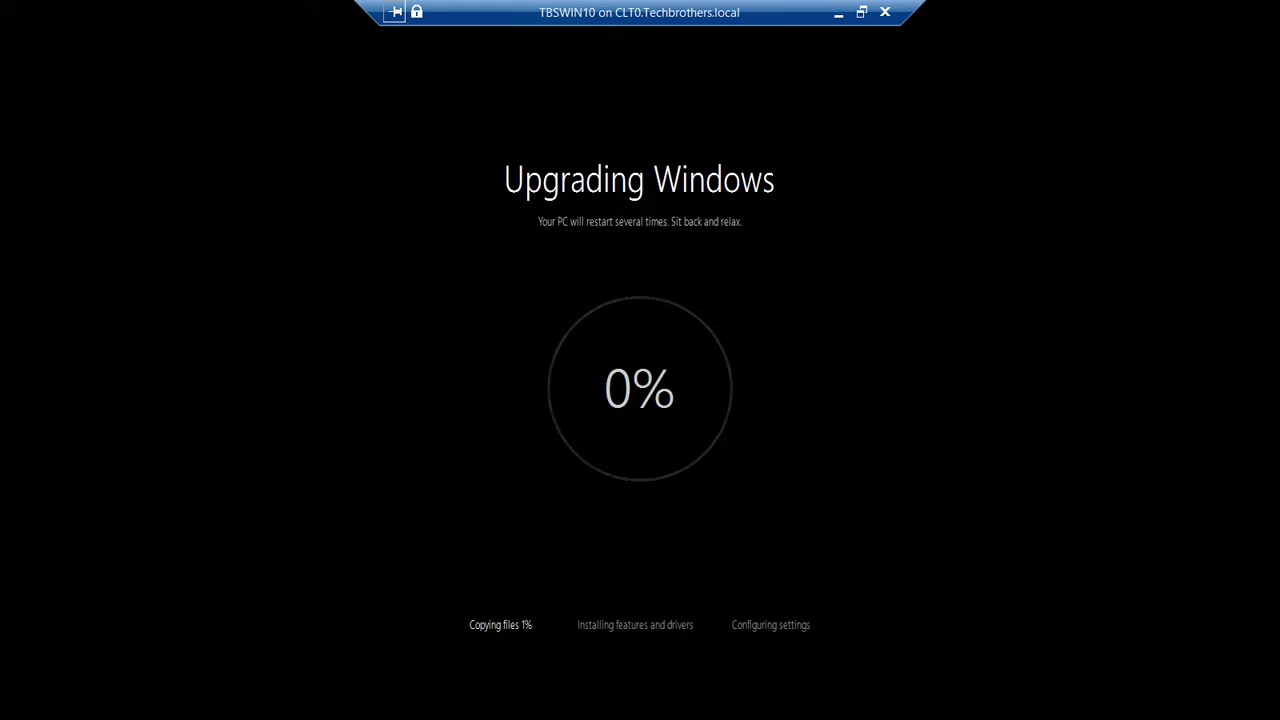 TBSWIN10 on CLT0.Techbrothers.local
Upgrading Windows
Your PC will restart several times. Sit back and relax.
0%
Copying files 1% Installing features and drivers Configuring settings